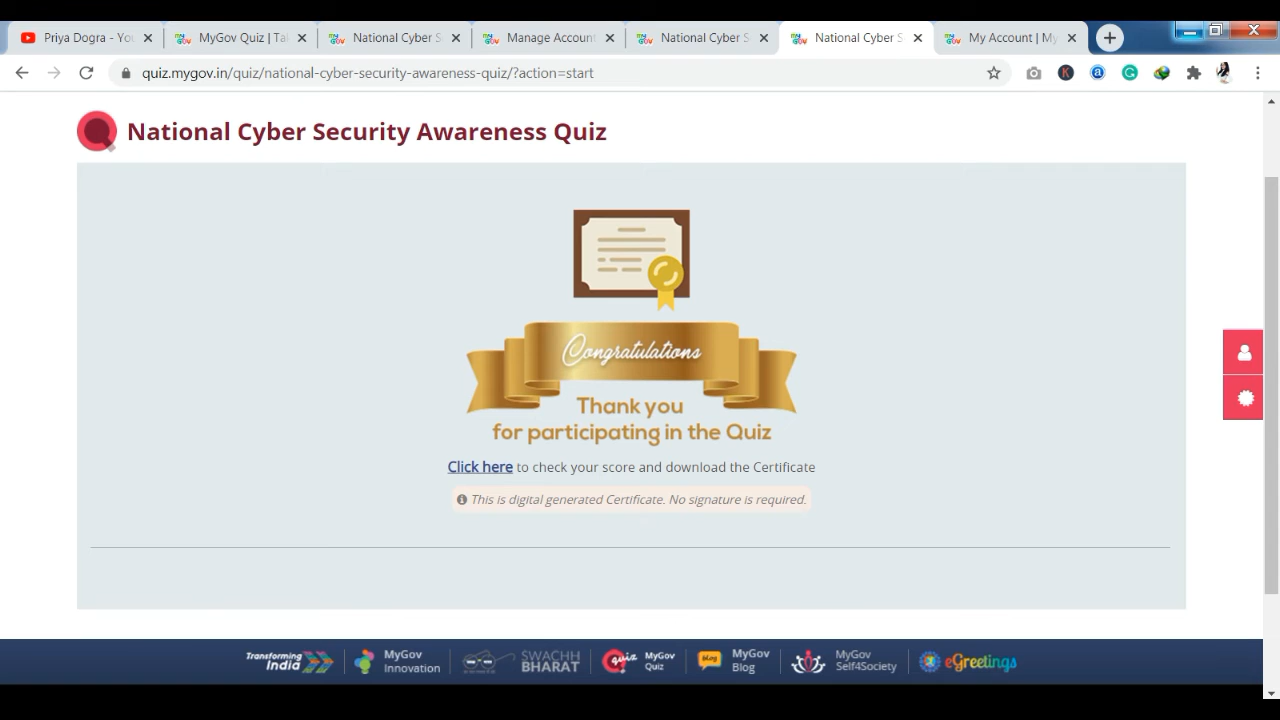 Priya Dogra - You
MyGov Quiz | Tal
National Cyber S
Manage Account
National Cyber S
National Cyber S
My Account | My
quiz.mygov.in/quiz/national-cyber-security-awareness-quiz/?action=start
National Cyber Security Awareness Quiz
Congratulations
Thank you
for participating in the Quiz
Click here to check your score and download the Certificate
This is digital generated Certificate. No signature is required.
Transforming India
MyGov Innovation
SWACHH BHARAT
quiz MyGov Quiz
blog MyGov Blog
MyGov Self4Society
eGreetings